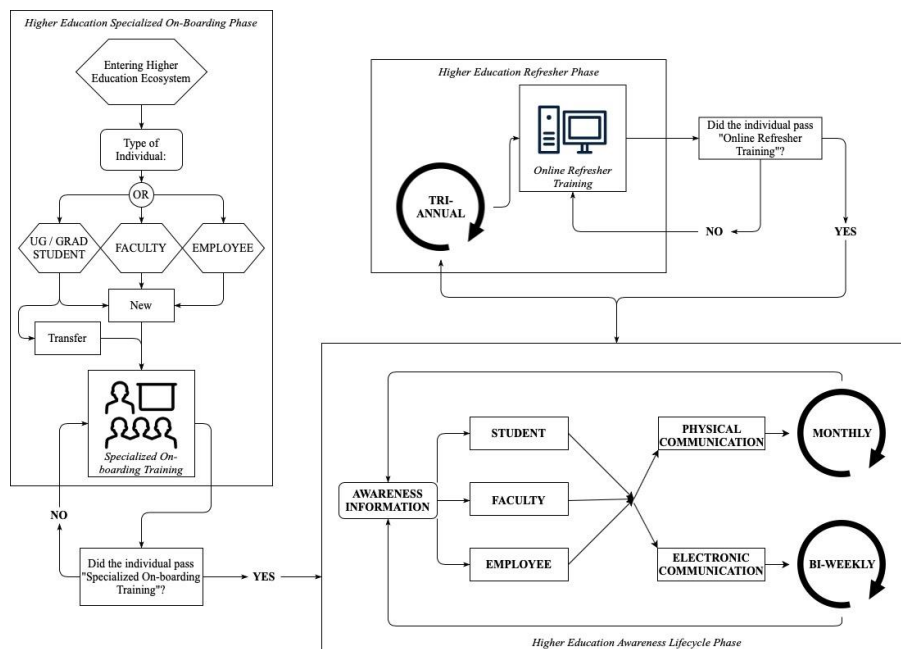 Higher Education Specialized On-Boarding Phase
Entering Higher
Education Ecosystem
Type of
Individual:
OR
UG / GRAD
STUDENT
FACULTY
EMPLOYEE
New
Transfer
Specialized On-
boarding Training
NO
Did the individual pass
"Specialized On-boarding
Training"?
YES
Higher Education Refresher Phase
TRI-
ANNUAL
Online Refresher
Training
Did the individual pass
"Online Refresher
Training"?
NO
YES
AWARENESS
INFORMATION
STUDENT
FACULTY
EMPLOYEE
PHYSICAL
COMMUNICATION
MONTHLY
ELECTRONIC
COMMUNICATION
BI-WEEKLY
Higher Education Awareness Lifecycle Phase